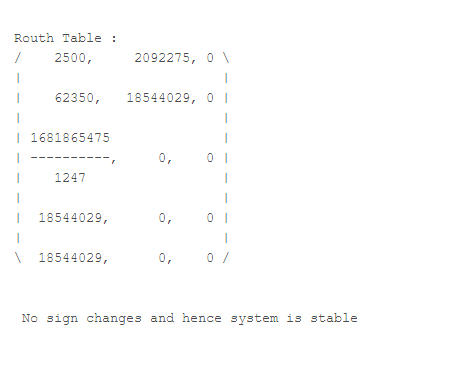 Routh Table :
/    2500,     2092275, 0 \
|                         |
|    62350,   18544029, 0 |
|                         |
| 1681865475              |
| ----------,     0,    0 |
|    1247                 |
|                         |
|  18544029,      0,    0 |
|                         |
\  18544029,      0,    0 /
No sign changes and hence system is stable